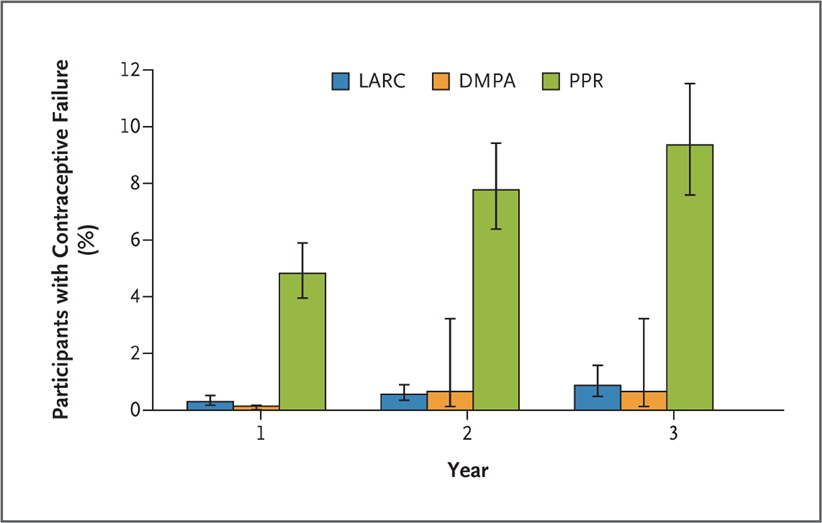 Participants with Contraceptive Failure
(%)
12
10
8
6
4
2
0
LARC DMPA PPR
1 2 3
Year